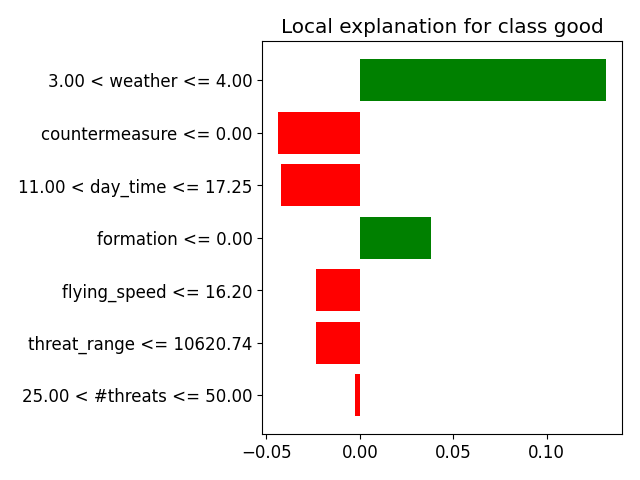 Local explanation for class good
3.00 < weather <= 4.00
countermeasure <= 0.00
11.00 < day_time <= 17.25
formation <= 0.00
flying_speed <= 16.20
threat_range <= 10620.74
25.00 < #threats <= 50.00
−0.05 0.00 0.05 0.10